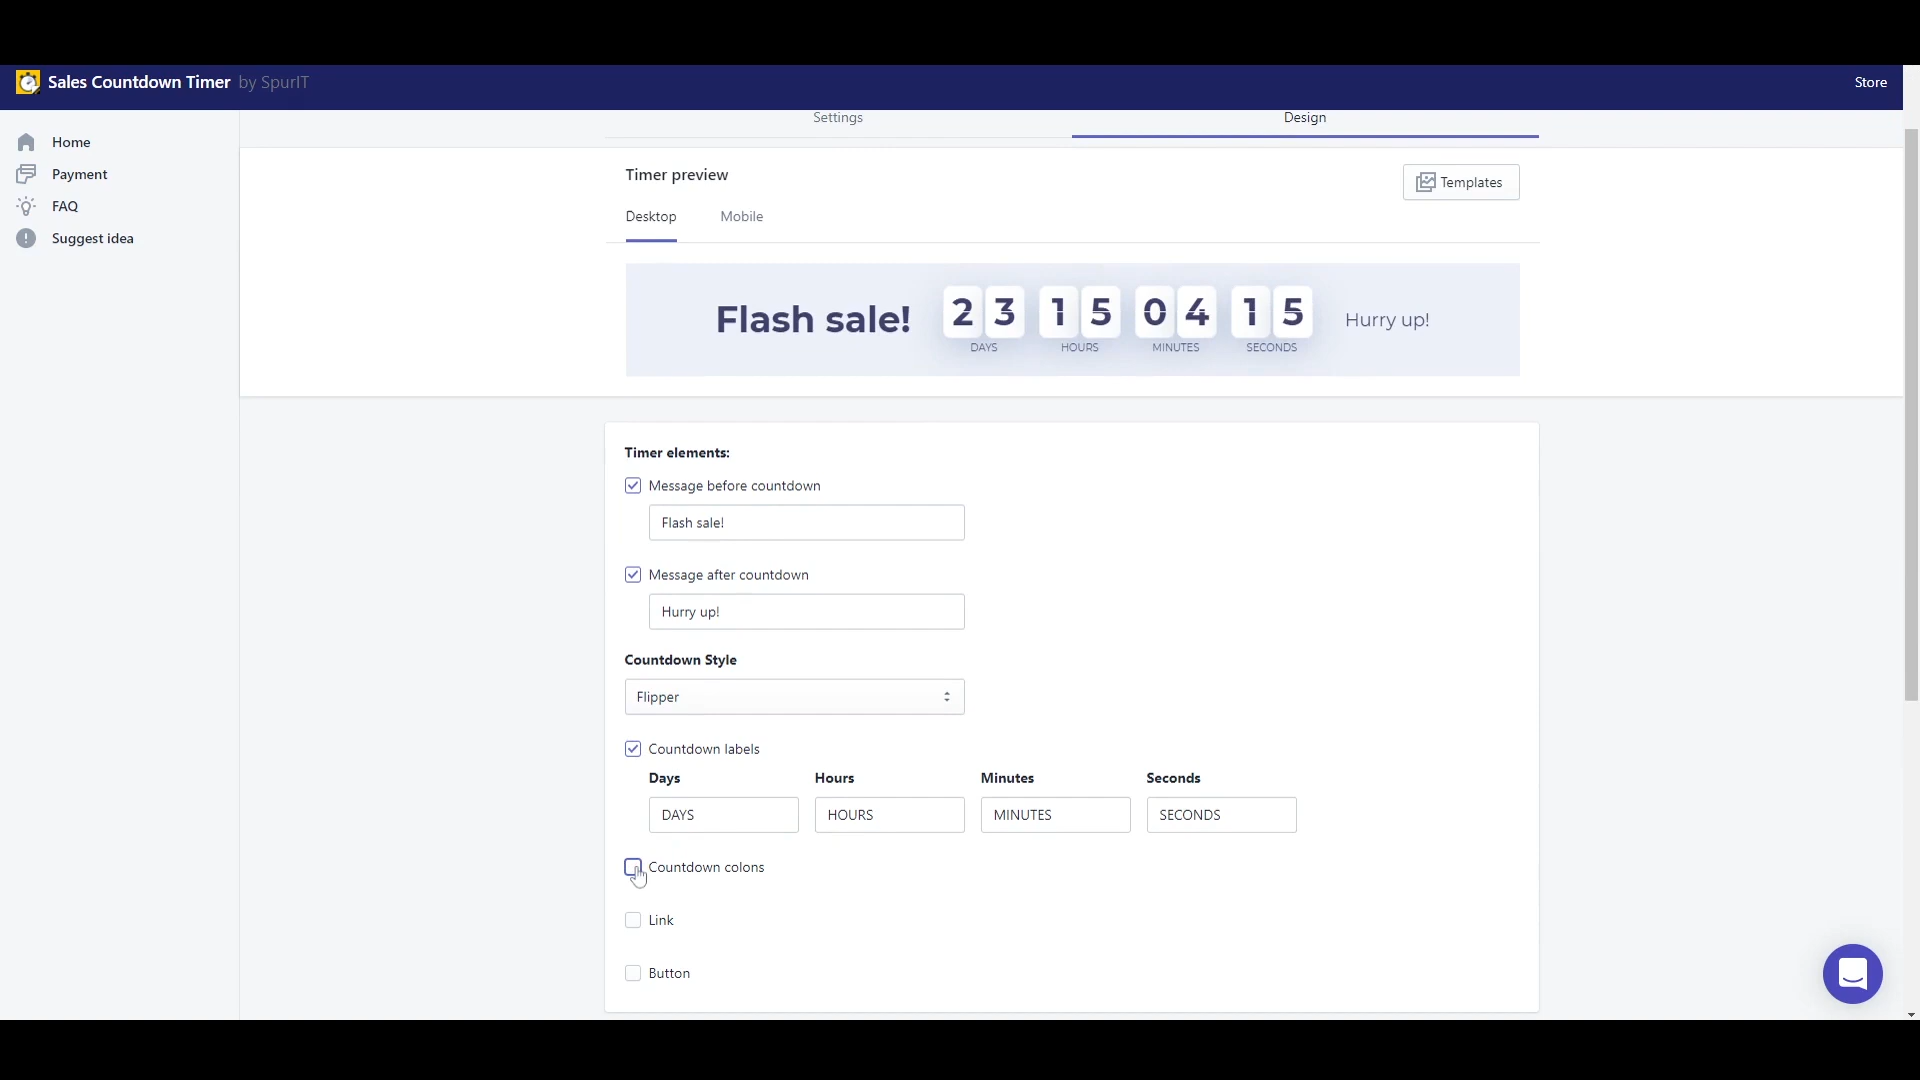 Sales Countdown Timer by SpurIT
Store
Home
Payment
FAQ
Suggest idea
Settings
Design
Timer preview
Templates
Desktop
Mobile
Flash sale!
2 3
1 5
0 4
1 5
DAYS
HOURS
MINUTES
SECONDS
Hurry up!
Timer elements:
Message before countdown
Flash sale!
Message after countdown
Hurry up!
Countdown Style
Flipper
Countdown labels
Days
Hours
Minutes
Seconds
DAYS
HOURS
MINUTES
SECONDS
Countdown colons
Link
Button